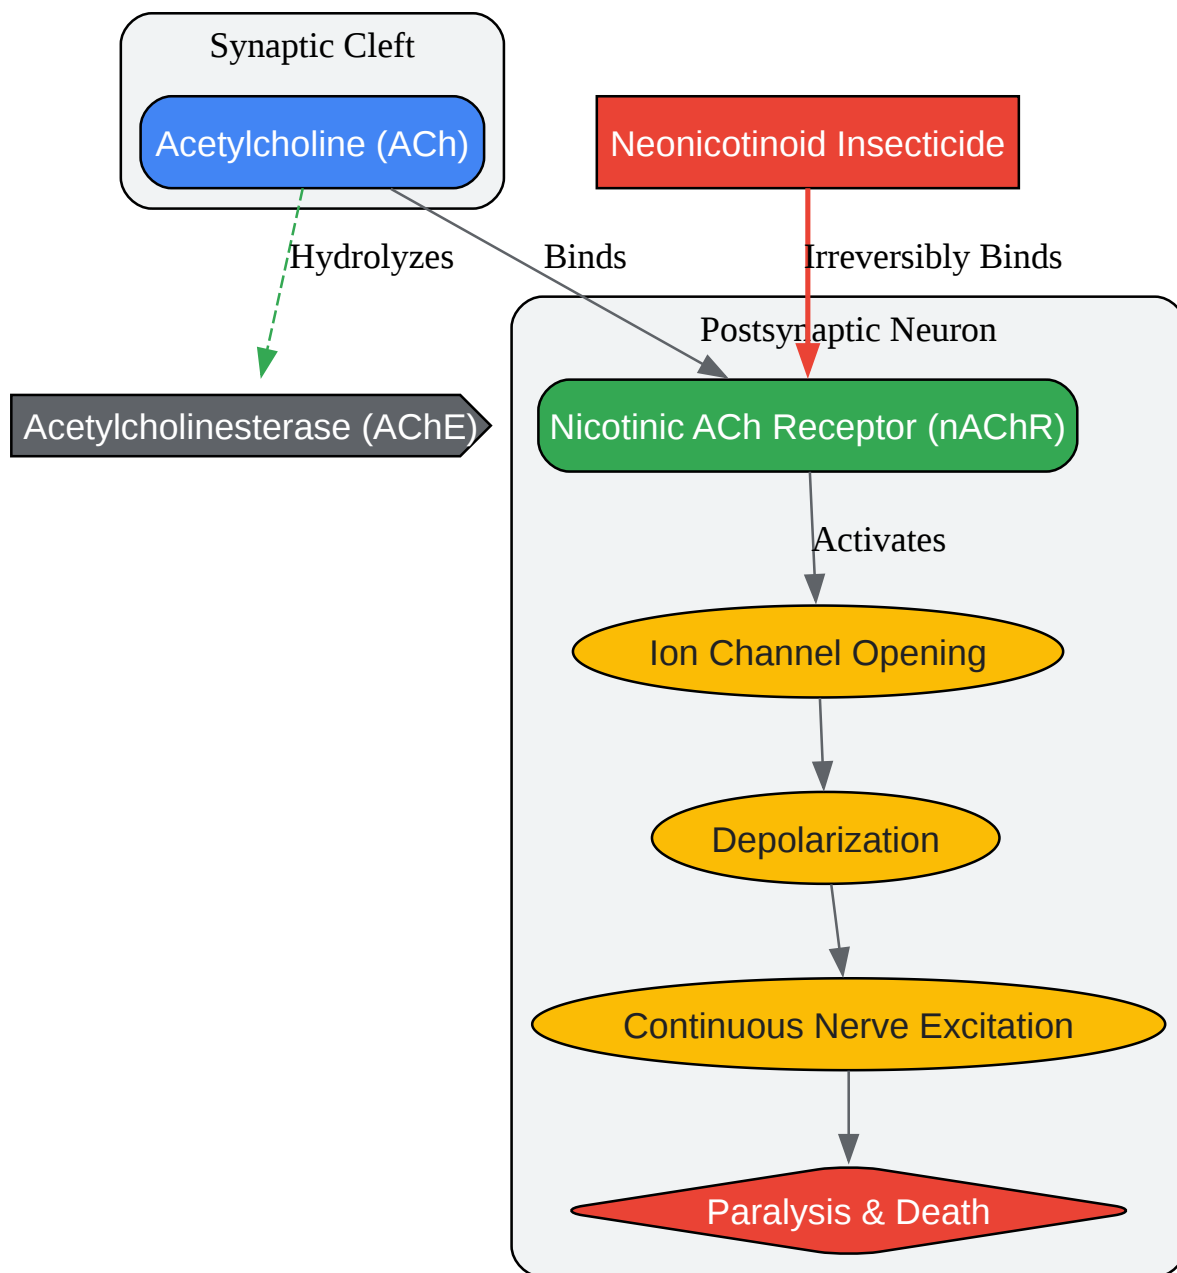 Synaptic Cleft
Acetylcholine (ACh)
Neonicotinoid Insecticide
Hydrolyzes
Binds
Irreversibly Binds
Postsynaptic Neuron
Acetylcholinesterase (AChE)
Nicotinic ACh Receptor (nAChR)
Activates
Ion Channel Opening
Depolarization
Continuous Nerve Excitation
Paralysis & Death